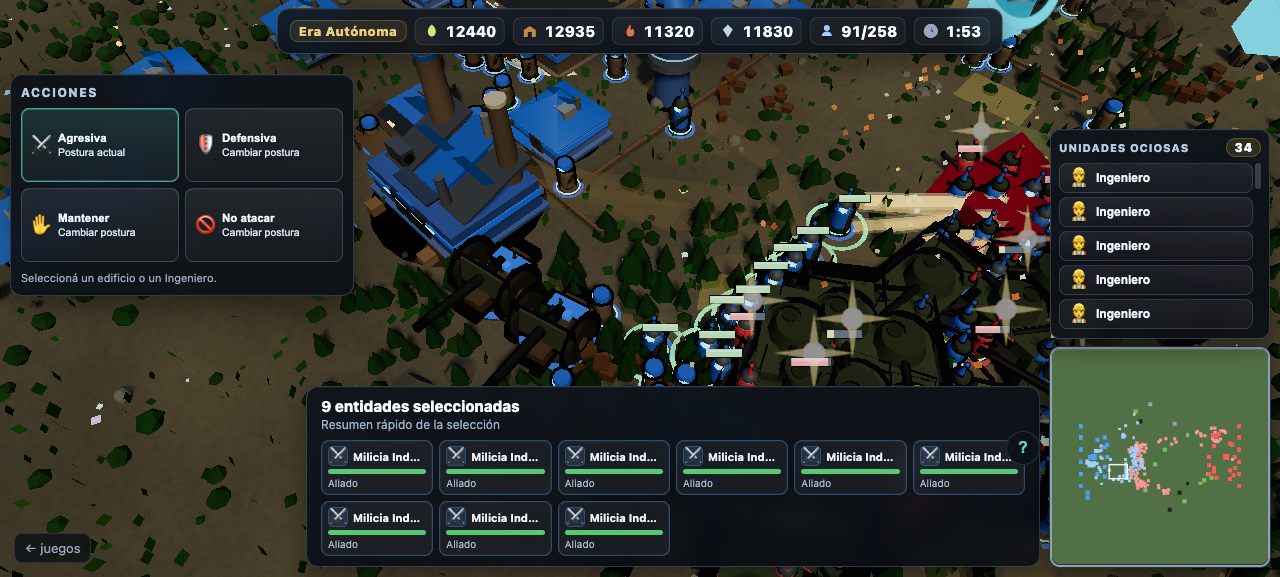 Era Autónoma 12440 12935 11320 11830 91/258 1:53
ACCIONES
Agresiva
Postura actual
Defensiva
Cambiar postura
Mantener
Cambiar postura
No atacar
Cambiar postura
Seleccioná un edificio o un Ingeniero.
UNIDADES OCIOSAS 34
Ingeniero
Ingeniero
Ingeniero
Ingeniero
Ingeniero
9 entidades seleccionadas
Resumen rápido de la selección
?
Milicia Ind...
Aliado
Milicia Ind...
Aliado
Milicia Ind...
Aliado
Milicia Ind...
Aliado
Milicia Ind...
Aliado
Milicia Ind...
Aliado
Milicia Ind...
Aliado
Milicia Ind...
Aliado
Milicia Ind...
Aliado
← juegos